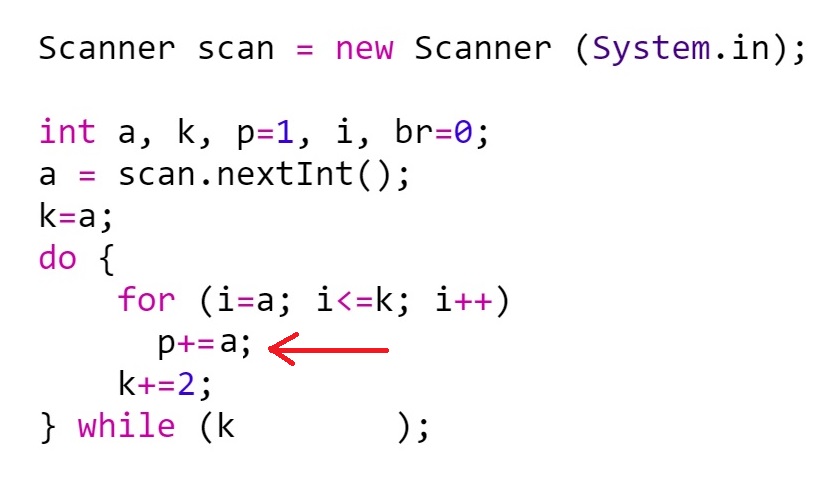 Scanner scan = new Scanner (System.in);
int a, k, p=1, i, br=0;
a = scan.nextInt();
k=a;
do {
for (i=a; i<=k; i++)
p+=a;
k+=2;
} while (k );